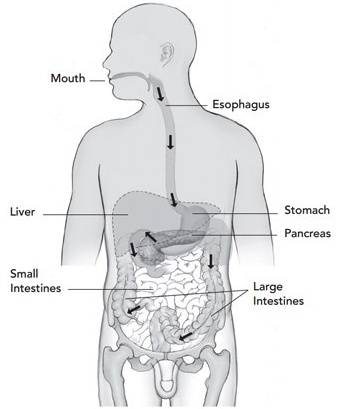 Mouth
Esophagus
Liver
Stomach
Pancreas
Small
Intestines
Large
Intestines